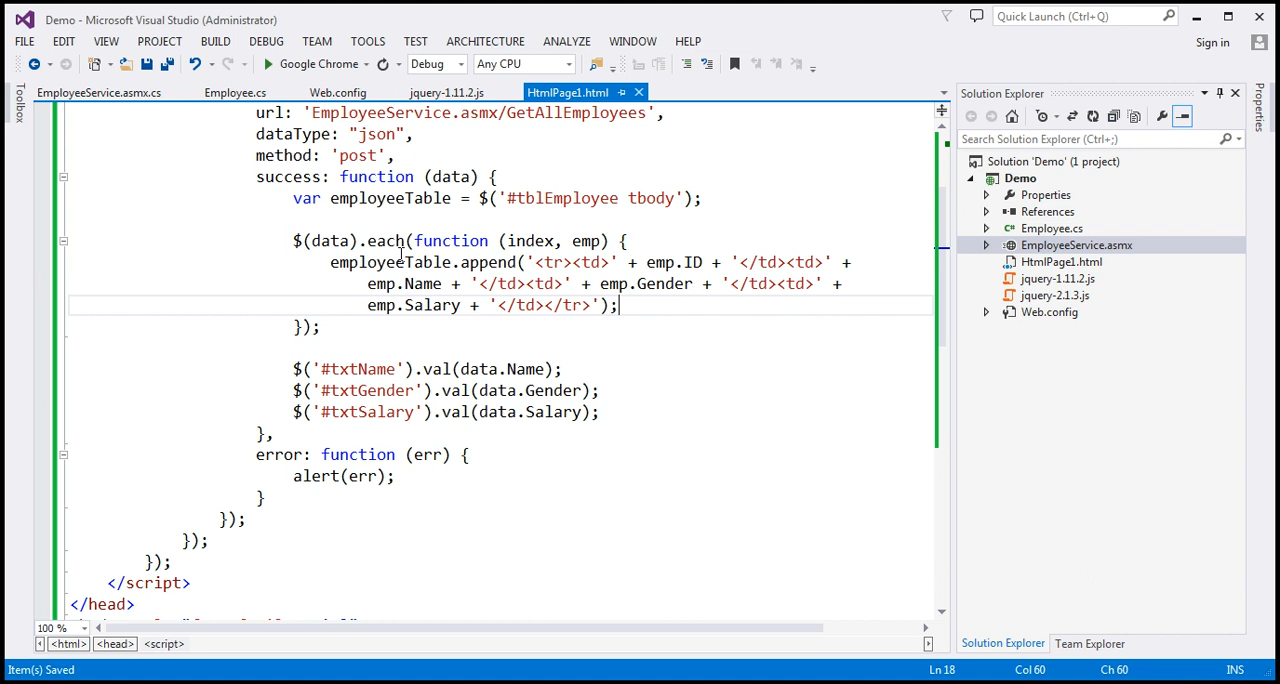 Demo - Microsoft Visual Studio (Administrator)
Quick Launch (Ctrl+Q)
FILE EDIT VIEW PROJECT BUILD DEBUG TEAM TOOLS TEST ARCHITECTURE ANALYZE WINDOW HELP
Sign in
Google Chrome
Debug
Any CPU
Toolbox
EmployeeService.asmx.cs Employee.cs Web.config jquery-1.11.2.js HtmlPage1.html
url: 'EmployeeService.asmx/GetAllEmployees',
dataType: "json",
method: 'post',
success: function (data) {
var employeeTable = $('#tblEmployee tbody');
$(data).each(function (index, emp) {
employeeTable.append('<tr><td>' + emp.ID + '</td><td>' +
emp.Name + '</td><td>' + emp.Gender + '</td><td>' +
emp.Salary + '</td></tr>');
});
$('#txtName').val(data.Name);
$('#txtGender').val(data.Gender);
$('#txtSalary').val(data.Salary);
},
error: function (err) {
alert(err);
}
});
});
});
</script>
</head>
100 %
<html> <head> <script>
Solution Explorer
Search Solution Explorer (Ctrl+;)
Solution 'Demo' (1 project)
Demo
Properties
References
Employee.cs
EmployeeService.asmx
HtmlPage1.html
jquery-1.11.2.js
jquery-2.1.3.js
Web.config
Solution Explorer Team Explorer
Properties
Item(s) Saved
Ln 18 Col 60 Ch 60 INS